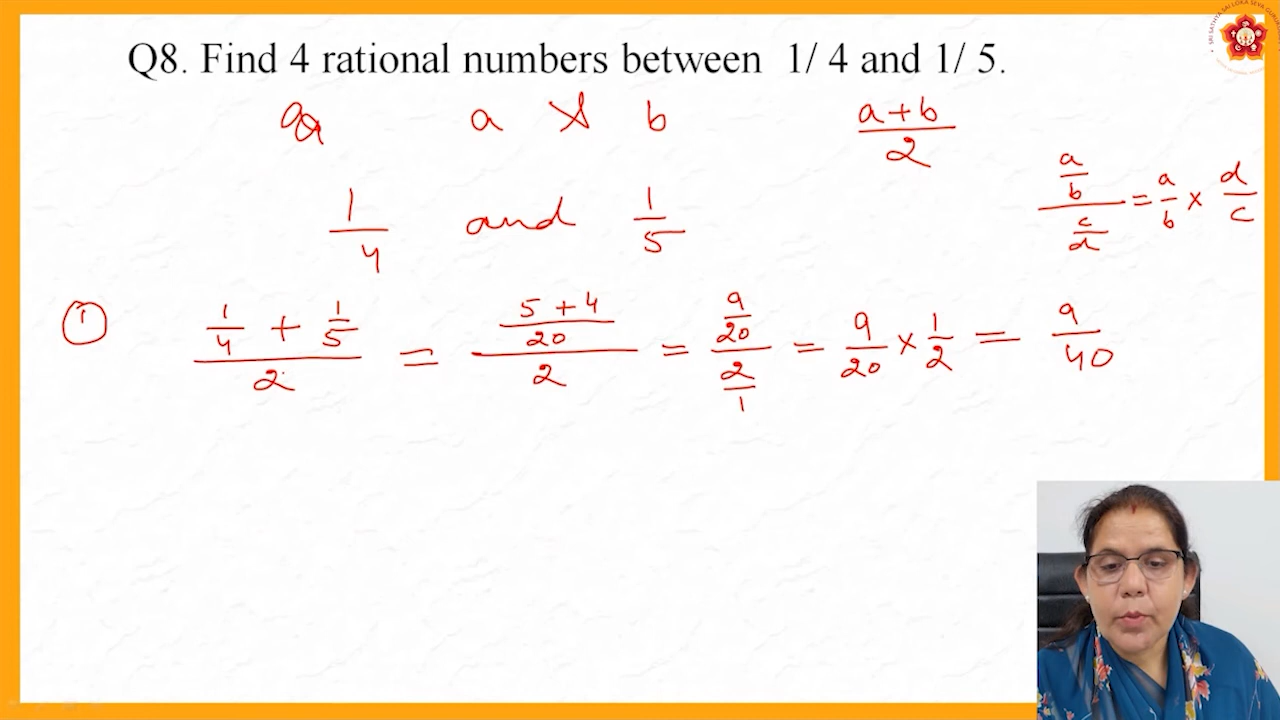 Q8. Find 4 rational numbers between 1/ 4 and 1/ 5.
a & b (a+b)/2
1/4 and 1/5
(a/b)/(c/d) = a/b × d/c
① (1/4 + 1/5)/2 = ((5+4)/20)/2 = (9/20)/(2/1) = 9/20 × 1/2 = 9/40